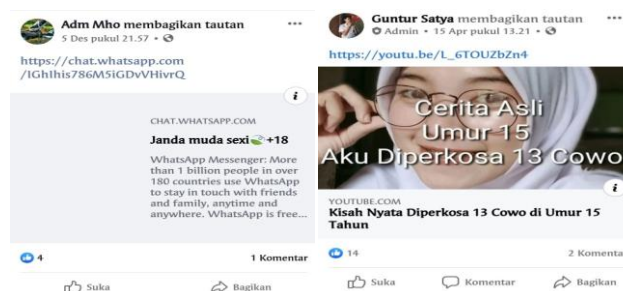 Adm Mho membagikan tautan
5 Des pukul 21.57 •
https://chat.whatsapp.com
/IGhIhis786M5iGDvVHivrQ
i
CHAT.WHATSAPP.COM
Janda muda sexi +18
WhatsApp Messenger: More
than 1 billion people in over
180 countries use WhatsApp
to stay in touch with friends
and family, anytime and
anywhere. WhatsApp is free...
4
1 Komentar
Suka
Bagikan
Guntur Satya membagikan tautan
Admin • 15 Apr pukul 13.21 •
https://youtu.be/L_6TOUZbZn4
Cerita Asli
Umur 15
Aku Diperkosa 13 Cowo
i
YOUTUBE.COM
Kisah Nyata Diperkosa 13 Cowo di Umur 15
Tahun
14
2 Komenta
Suka
Komentar
Bagikan